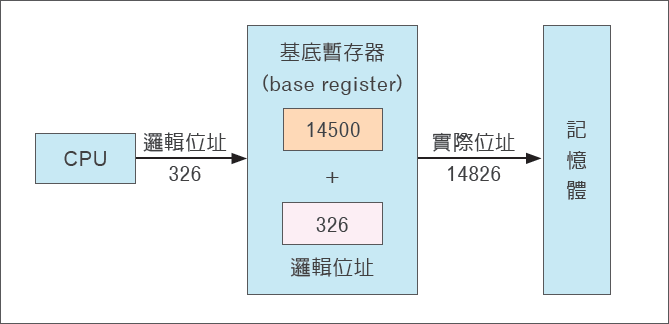 CPU
邏輯位址
326
基底暫存器
(base register)
14500
+
326
邏輯位址
實際位址
14826
記
憶
體